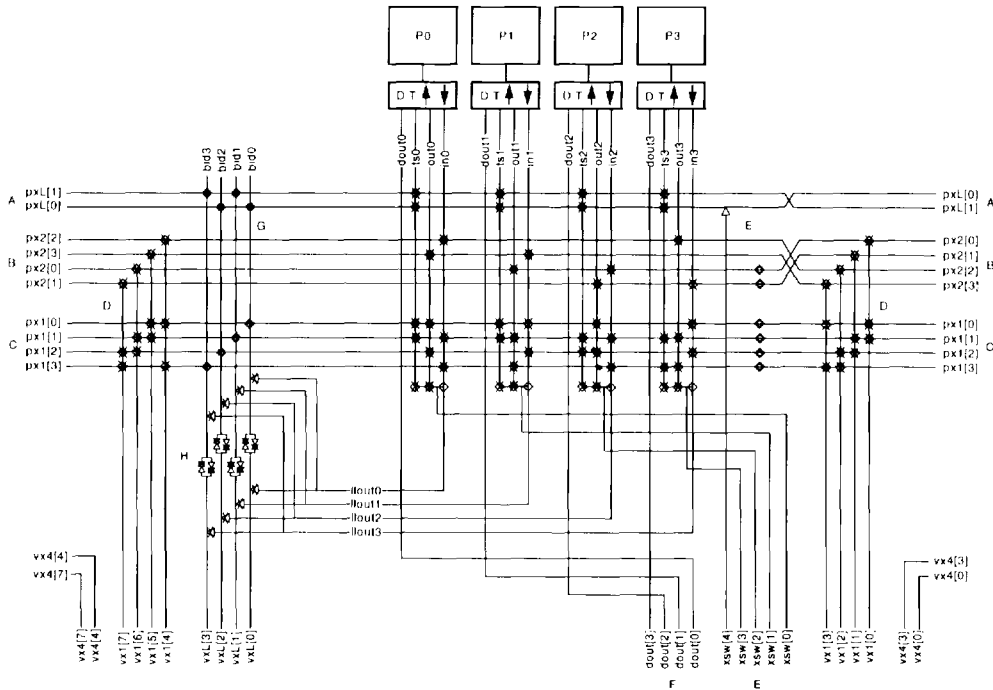 P0 P1 P2 P3
D T D T D T D T
dout0 ts0 out0 in0 dout1 ts1 out1 in1 dout2 ts2 out2 in2 dout3 ts3 out3 in3
bid3 bid2 bid1 bid0
A pxL[1] pxL[0] A
pxL[0] pxL[1]
G E
px2[2] px2[0]
px2[3] px2[1]
B px2[0] px2[2] B
px2[1] px2[3]
D D
px1[0] px1[0]
px1[1] px1[1]
C px1[2] px1[2] C
px1[3] px1[3]
H
llout0
llout1
llout2
llout3
vx4[4] vx4[3]
vx4[7] vx4[0]
vx4[7] vx4[4] vx1[7] vx1[6] vx1[5] vx1[4] vxL[3] vxL[2] vxL[1] vxL[0] dout[3] dout[2] dout[1] dout[0] xsw[4] xsw[3] xsw[2] xsw[1] xsw[0] vx1[3] vx1[2] vx1[1] vx1[0] vx4[3] vx4[0]
F E